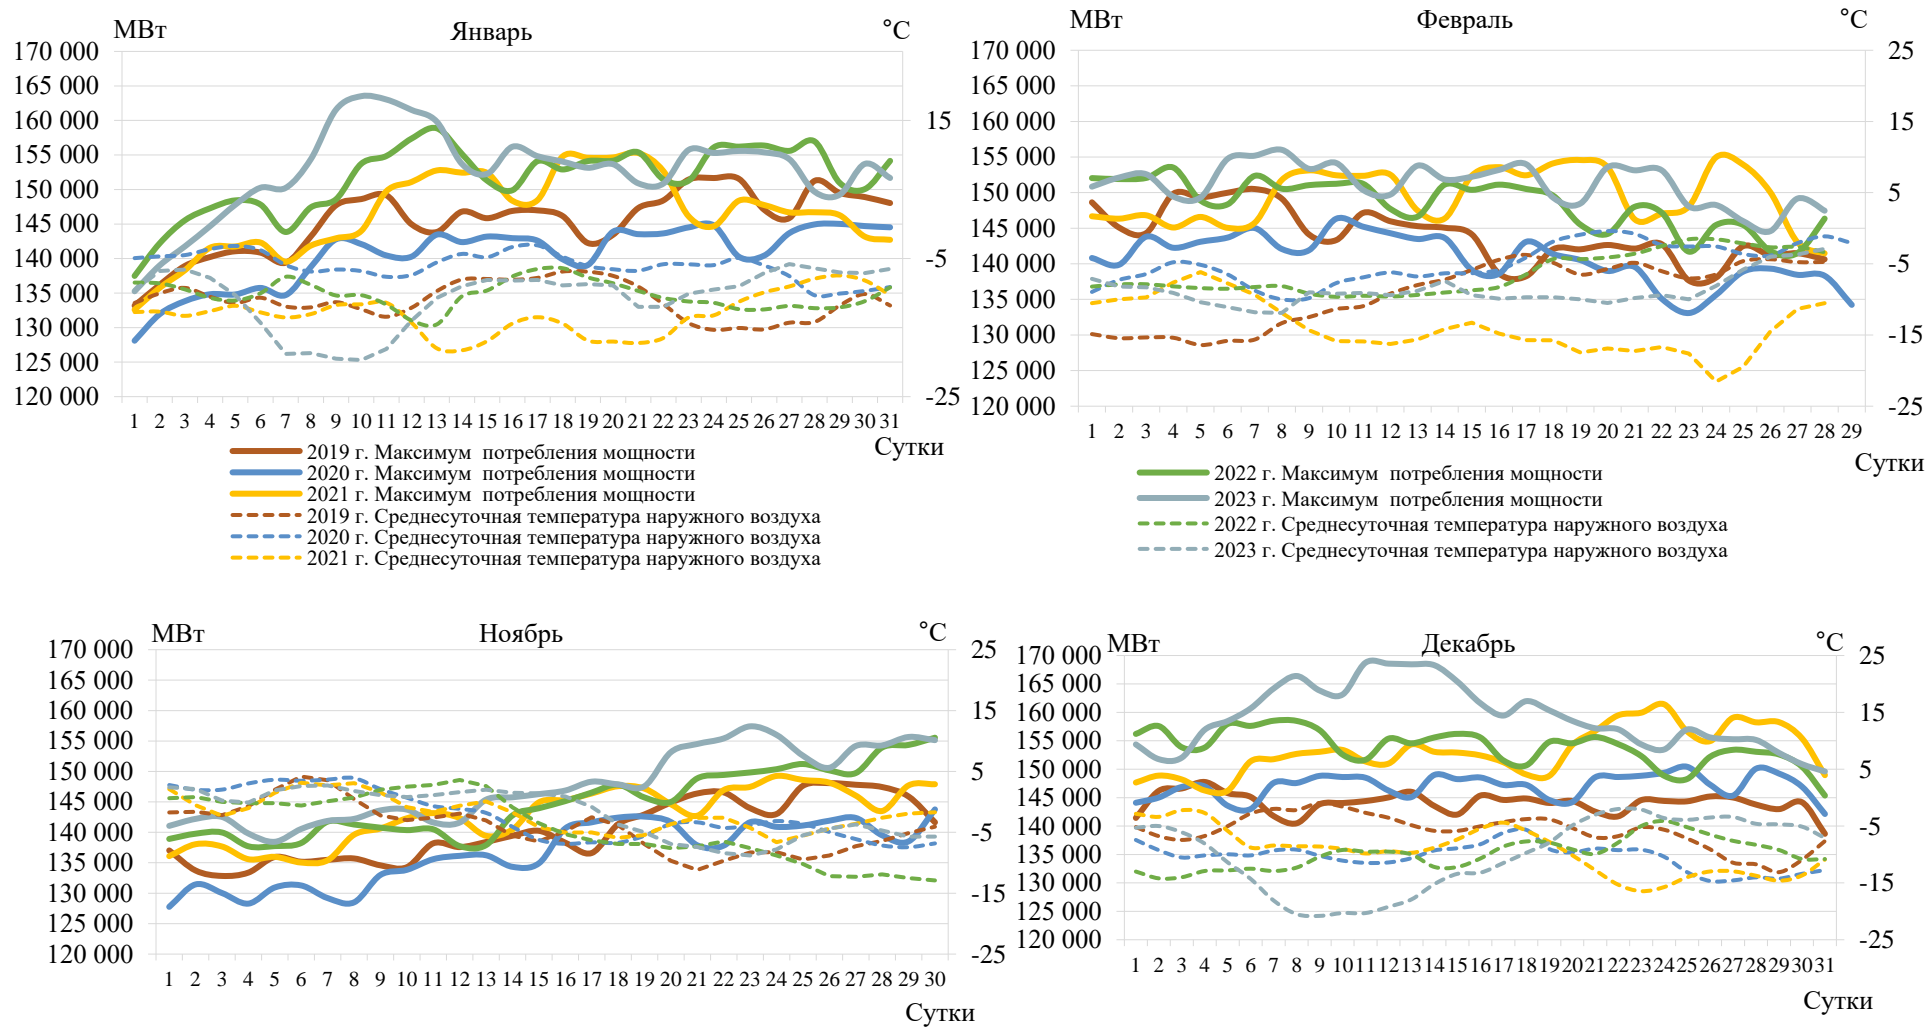 МВт Январь °С
170 000
165 000
160 000
155 000
150 000
145 000
140 000
135 000
130 000
125 000
120 000
15
-5
-25
1 2 3 4 5 6 7 8 9 10 11 12 13 14 15 16 17 18 19 20 21 22 23 24 25 26 27 28 29 30 31
Сутки
2019 г. Максимум потребления мощности
2020 г. Максимум потребления мощности
2021 г. Максимум потребления мощности
2019 г. Среднесуточная температура наружного воздуха
2020 г. Среднесуточная температура наружного воздуха
2021 г. Среднесуточная температура наружного воздуха
МВт Февраль °С
170 000
165 000
160 000
155 000
150 000
145 000
140 000
135 000
130 000
125 000
120 000
25
15
5
-5
-15
-25
1 2 3 4 5 6 7 8 9 10 11 12 13 14 15 16 17 18 19 20 21 22 23 24 25 26 27 28 29
Сутки
2022 г. Максимум потребления мощности
2023 г. Максимум потребления мощности
2022 г. Среднесуточная температура наружного воздуха
2023 г. Среднесуточная температура наружного воздуха
МВт Ноябрь °С
170 000
165 000
160 000
155 000
150 000
145 000
140 000
135 000
130 000
125 000
120 000
25
15
5
-5
-15
-25
1 2 3 4 5 6 7 8 9 10 11 12 13 14 15 16 17 18 19 20 21 22 23 24 25 26 27 28 29 30
Сутки
МВт Декабрь °С
170 000
165 000
160 000
155 000
150 000
145 000
140 000
135 000
130 000
125 000
120 000
25
15
5
-5
-15
-25
1 2 3 4 5 6 7 8 9 10 11 12 13 14 15 16 17 18 19 20 21 22 23 24 25 26 27 28 29 30 31
Сутки